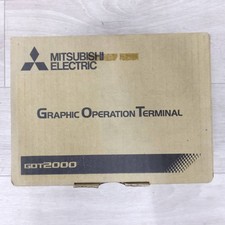 MITSUBISHI
ELECTRIC
GRAPHIC OPERATION TERMINAL
GOT2000